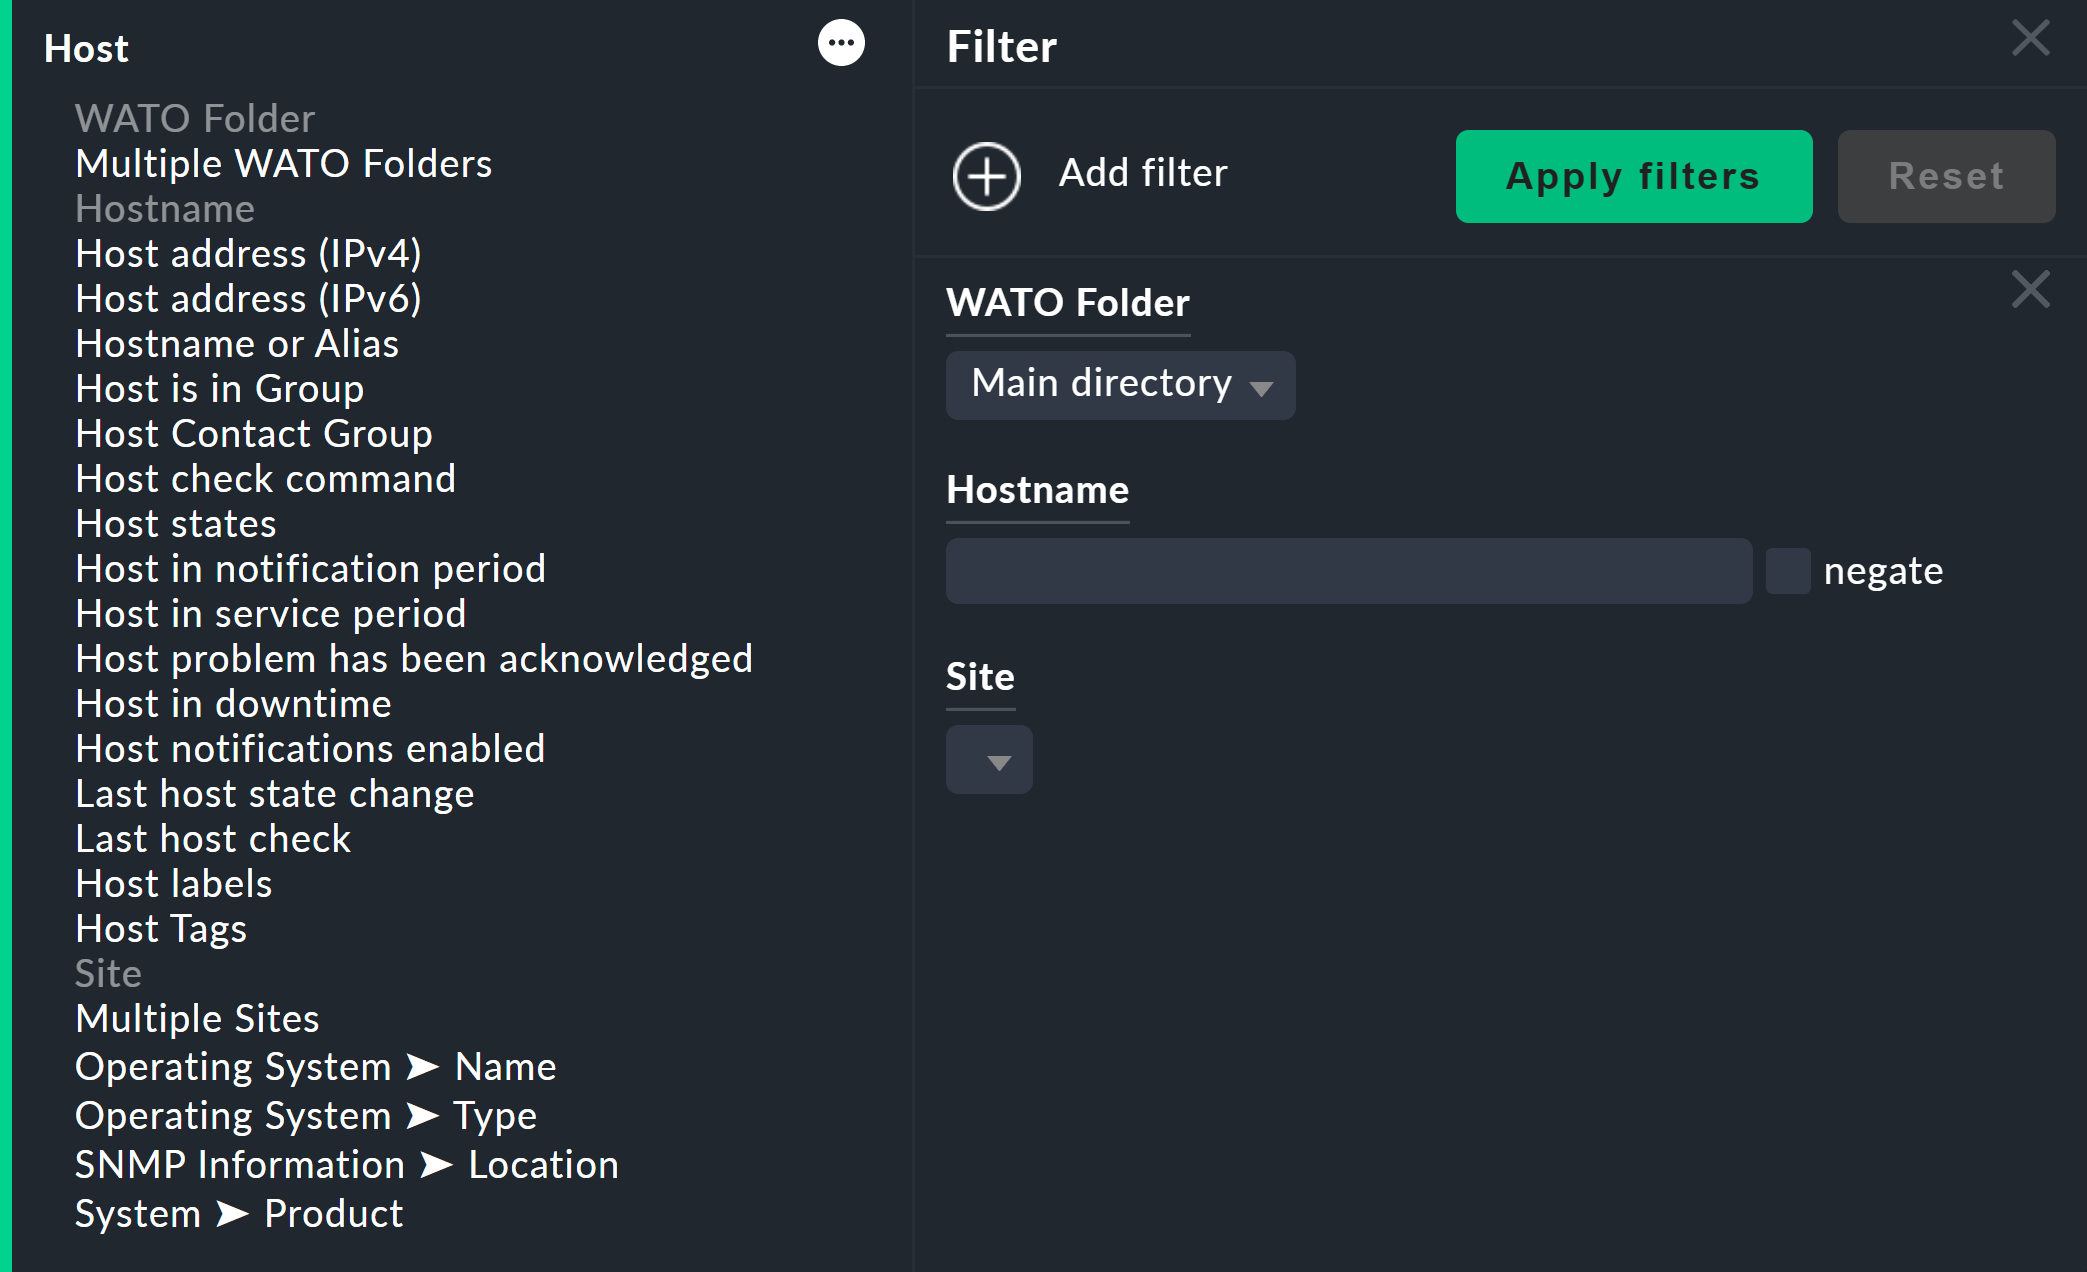 Host
WATO Folder
Multiple WATO Folders
Hostname
Host address (IPv4)
Host address (IPv6)
Hostname or Alias
Host is in Group
Host Contact Group
Host check command
Host states
Host in notification period
Host in service period
Host problem has been acknowledged
Host in downtime
Host notifications enabled
Last host state change
Last host check
Host labels
Host Tags
Site
Multiple Sites
Operating System ➤ Name
Operating System ➤ Type
SNMP Information ➤ Location
System ➤ Product
Filter
Add filter
Apply filters
Reset
WATO Folder
Main directory
Hostname
negate
Site